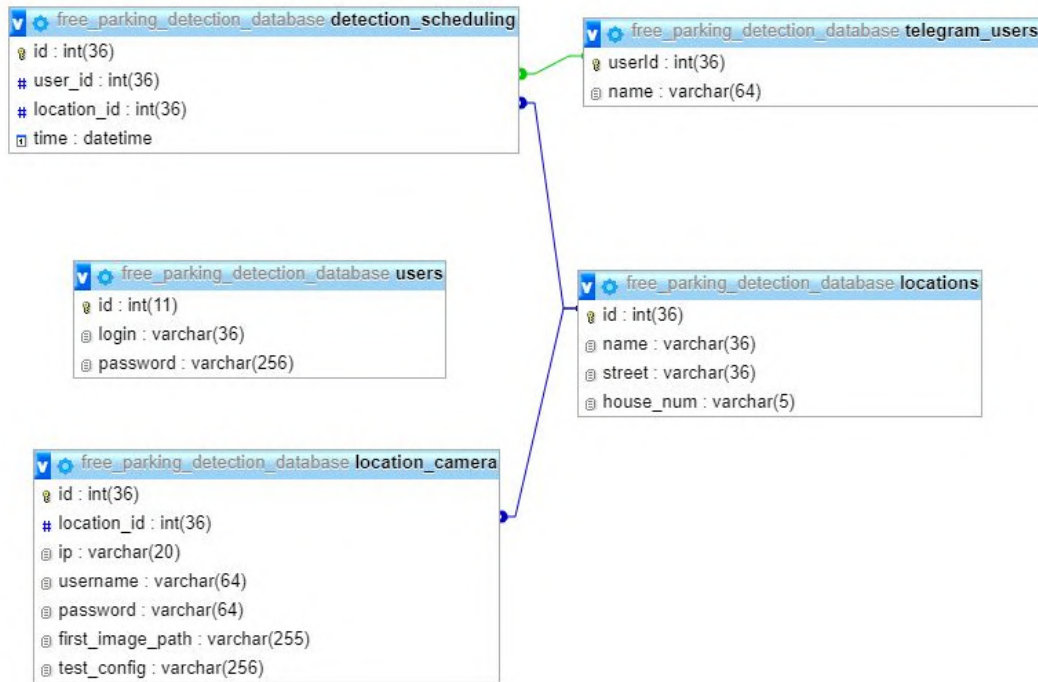 free_parking_detection_database detection_scheduling
id : int(36)
user_id : int(36)
location_id : int(36)
time : datetime
free_parking_detection_database telegram_users
userId : int(36)
name : varchar(64)
free_parking_detection_database users
id : int(11)
login : varchar(36)
password : varchar(256)
free_parking_detection_database locations
id : int(36)
name : varchar(36)
street : varchar(36)
house_num : varchar(5)
free_parking_detection_database location_camera
id : int(36)
location_id : int(36)
ip : varchar(20)
username : varchar(64)
password : varchar(64)
first_image_path : varchar(255)
test_config : varchar(256)